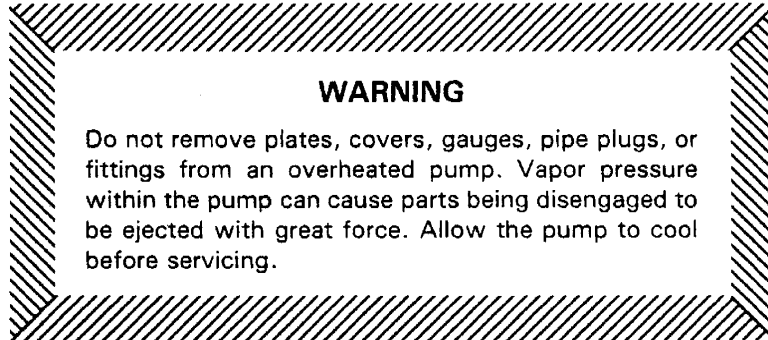 WARNING
Do not remove plates, covers, gauges, pipe plugs, or
fittings from an overheated pump. Vapor pressure
within the pump can cause parts being disengaged to
be ejected with great force. Allow the pump to cool
before servicing.